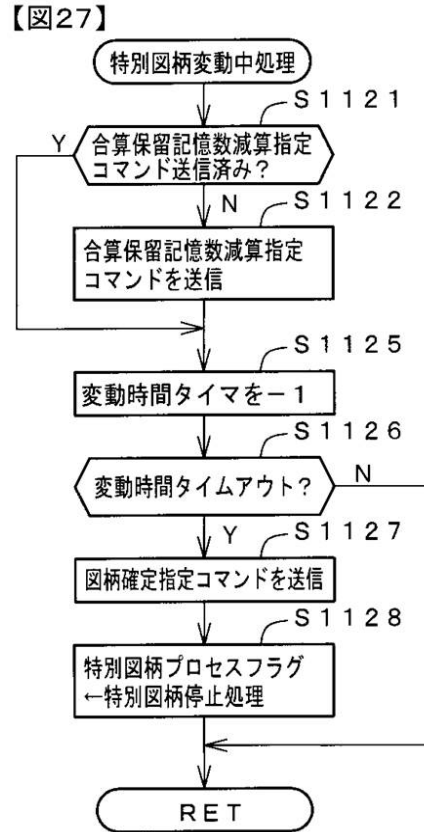 【図27】
特別図柄変動中処理
S1121
合算保留記憶数減算指定
コマンド送信済み？
Y
N
S1122
合算保留記憶数減算指定
コマンドを送信
S1125
変動時間タイマを－1
S1126
変動時間タイムアウト？
N
Y
S1127
図柄確定指定コマンドを送信
S1128
特別図柄プロセスフラグ
←特別図柄停止処理
RET